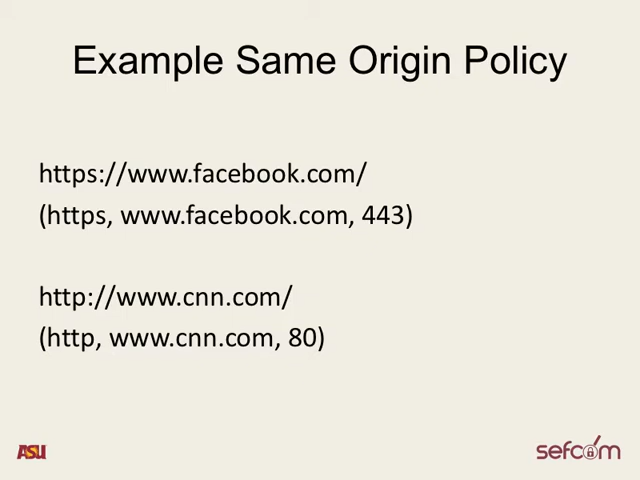 Example Same Origin Policy
https://www.facebook.com/
(https, www.facebook.com, 443)
http://www.cnn.com/
(http, www.cnn.com, 80)
ASU
sefcom